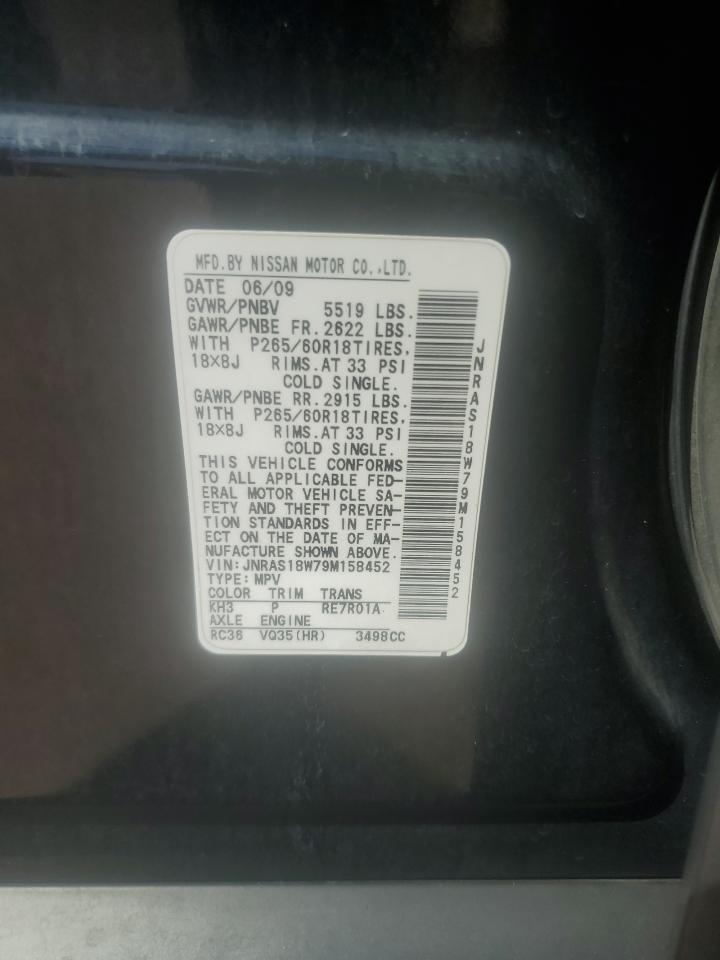 MFD.BY NISSAN MOTOR CO.,LTD.
DATE 06/09
GVWR/PNBV 5519 LBS.
GAWR/PNBE FR.2622 LBS.
WITH P265/60R18TIRES,
18×8J RIMS.AT 33 PSI
COLD SINGLE.
GAWR/PNBE RR.2915 LBS.
WITH P265/60R18TIRES,
18×8J RIMS.AT 33 PSI
COLD SINGLE.
THIS VEHICLE CONFORMS
TO ALL APPLICABLE FED-
ERAL MOTOR VEHICLE SA-
FETY AND THEFT PREVEN-
TION STANDARDS IN EFF-
ECT ON THE DATE OF MA-
NUFACTURE SHOWN ABOVE.
VIN:JNRAS18W79M158452
TYPE:MPV
COLOR TRIM TRANS
KH3 P RE7R01A
AXLE ENGINE
RC36 VQ35(HR) 3498CC
JNRAS18W79M158452